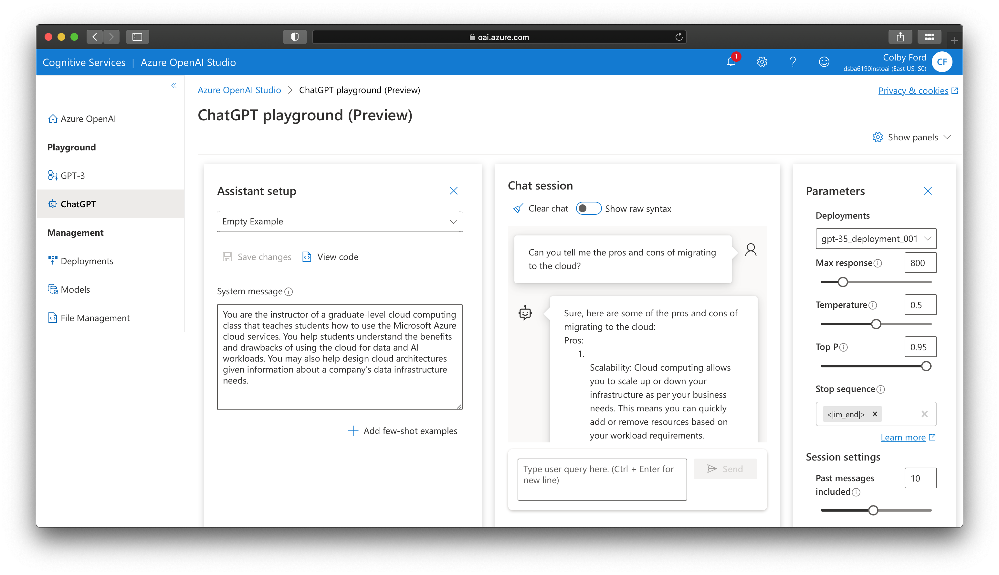 oai.azure.com
Cognitive Services | Azure OpenAI Studio
1
Colby Ford
dsba6190instoai (East US, S0)
CF
Azure OpenAI
Playground
GPT-3
ChatGPT
Management
Deployments
Models
File Management
Azure OpenAI Studio > ChatGPT playground (Preview)
Privacy & cookies
ChatGPT playground (Preview)
Show panels
Assistant setup
Empty Example
Save changes
View code
System message
You are the instructor of a graduate-level cloud computing
class that teaches students how to use the Microsoft Azure
cloud services. You help students understand the benefits
and drawbacks of using the cloud for data and AI
workloads. You may also help design cloud architectures
given information about a company's data infrastructure
needs.
Add few-shot examples
Chat session
Clear chat
Show raw syntax
Can you tell me the pros and cons of migrating
to the cloud?
Sure, here are some of the pros and cons of
migrating to the cloud:
Pros:
1.
Scalability: Cloud computing allows
you to scale up or down your
infrastructure as per your business
needs. This means you can quickly
add or remove resources based on
your workload requirements.
Type user query here. (Ctrl + Enter for
new line)
Send
Parameters
Deployments
gpt-35_deployment_001
Max response
800
Temperature
0.5
Top P
0.95
Stop sequence
<|im_end|>
Learn more
Session settings
Past messages
included
10